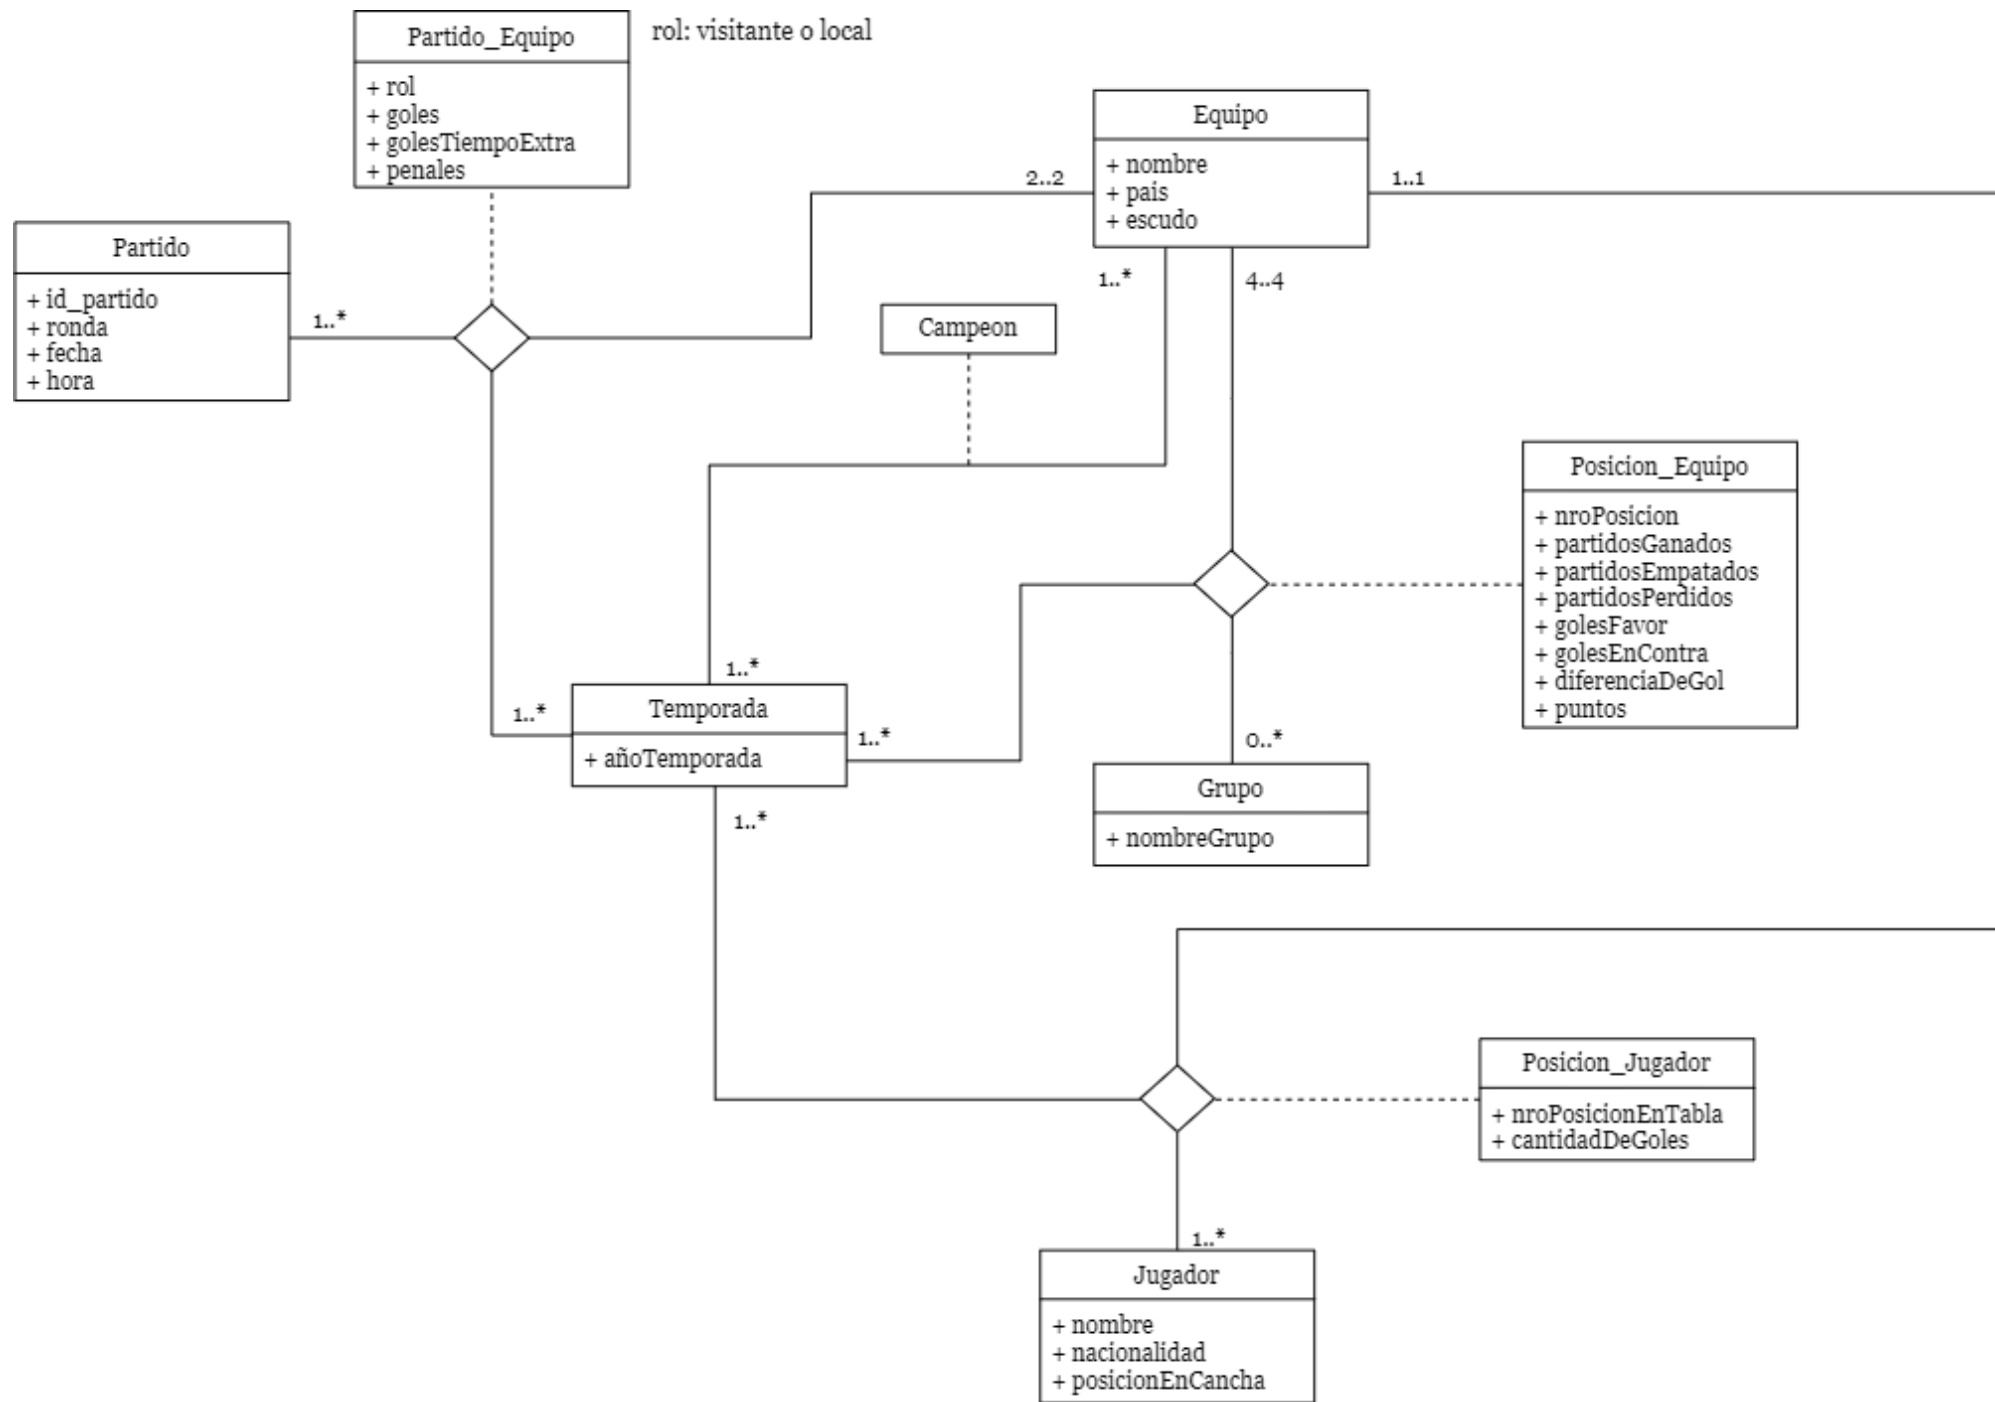 Partido_Equipo
+ rol
+ goles
+ golesTiempoExtra
+ penales
rol: visitante o local
Equipo
+ nombre
+ pais
+ escudo
2..2
1..1
1..*
4..4
Partido
+ id_partido
+ ronda
+ fecha
+ hora
1..*
Campeon
Posicion_Equipo
+ nroPosicion
+ partidosGanados
+ partidosEmpatados
+ partidosPerdidos
+ golesFavor
+ golesEnContra
+ diferenciaDeGol
+ puntos
1..*
1..*
Temporada
+ añoTemporada
1..*
1..*
0..*
Grupo
+ nombreGrupo
Posicion_Jugador
+ nroPosicionEnTabla
+ cantidadDeGoles
1..*
Jugador
+ nombre
+ nacionalidad
+ posicionEnCancha